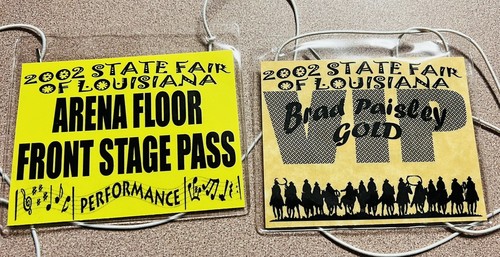 2002 STATE FAIR
OF LOUISIANA
ARENA FLOOR
FRONT STAGE PASS
PERFORMANCE
2002 STATE FAIR
OF LOUISIANA
VIP
Brad Paisley
GOLD